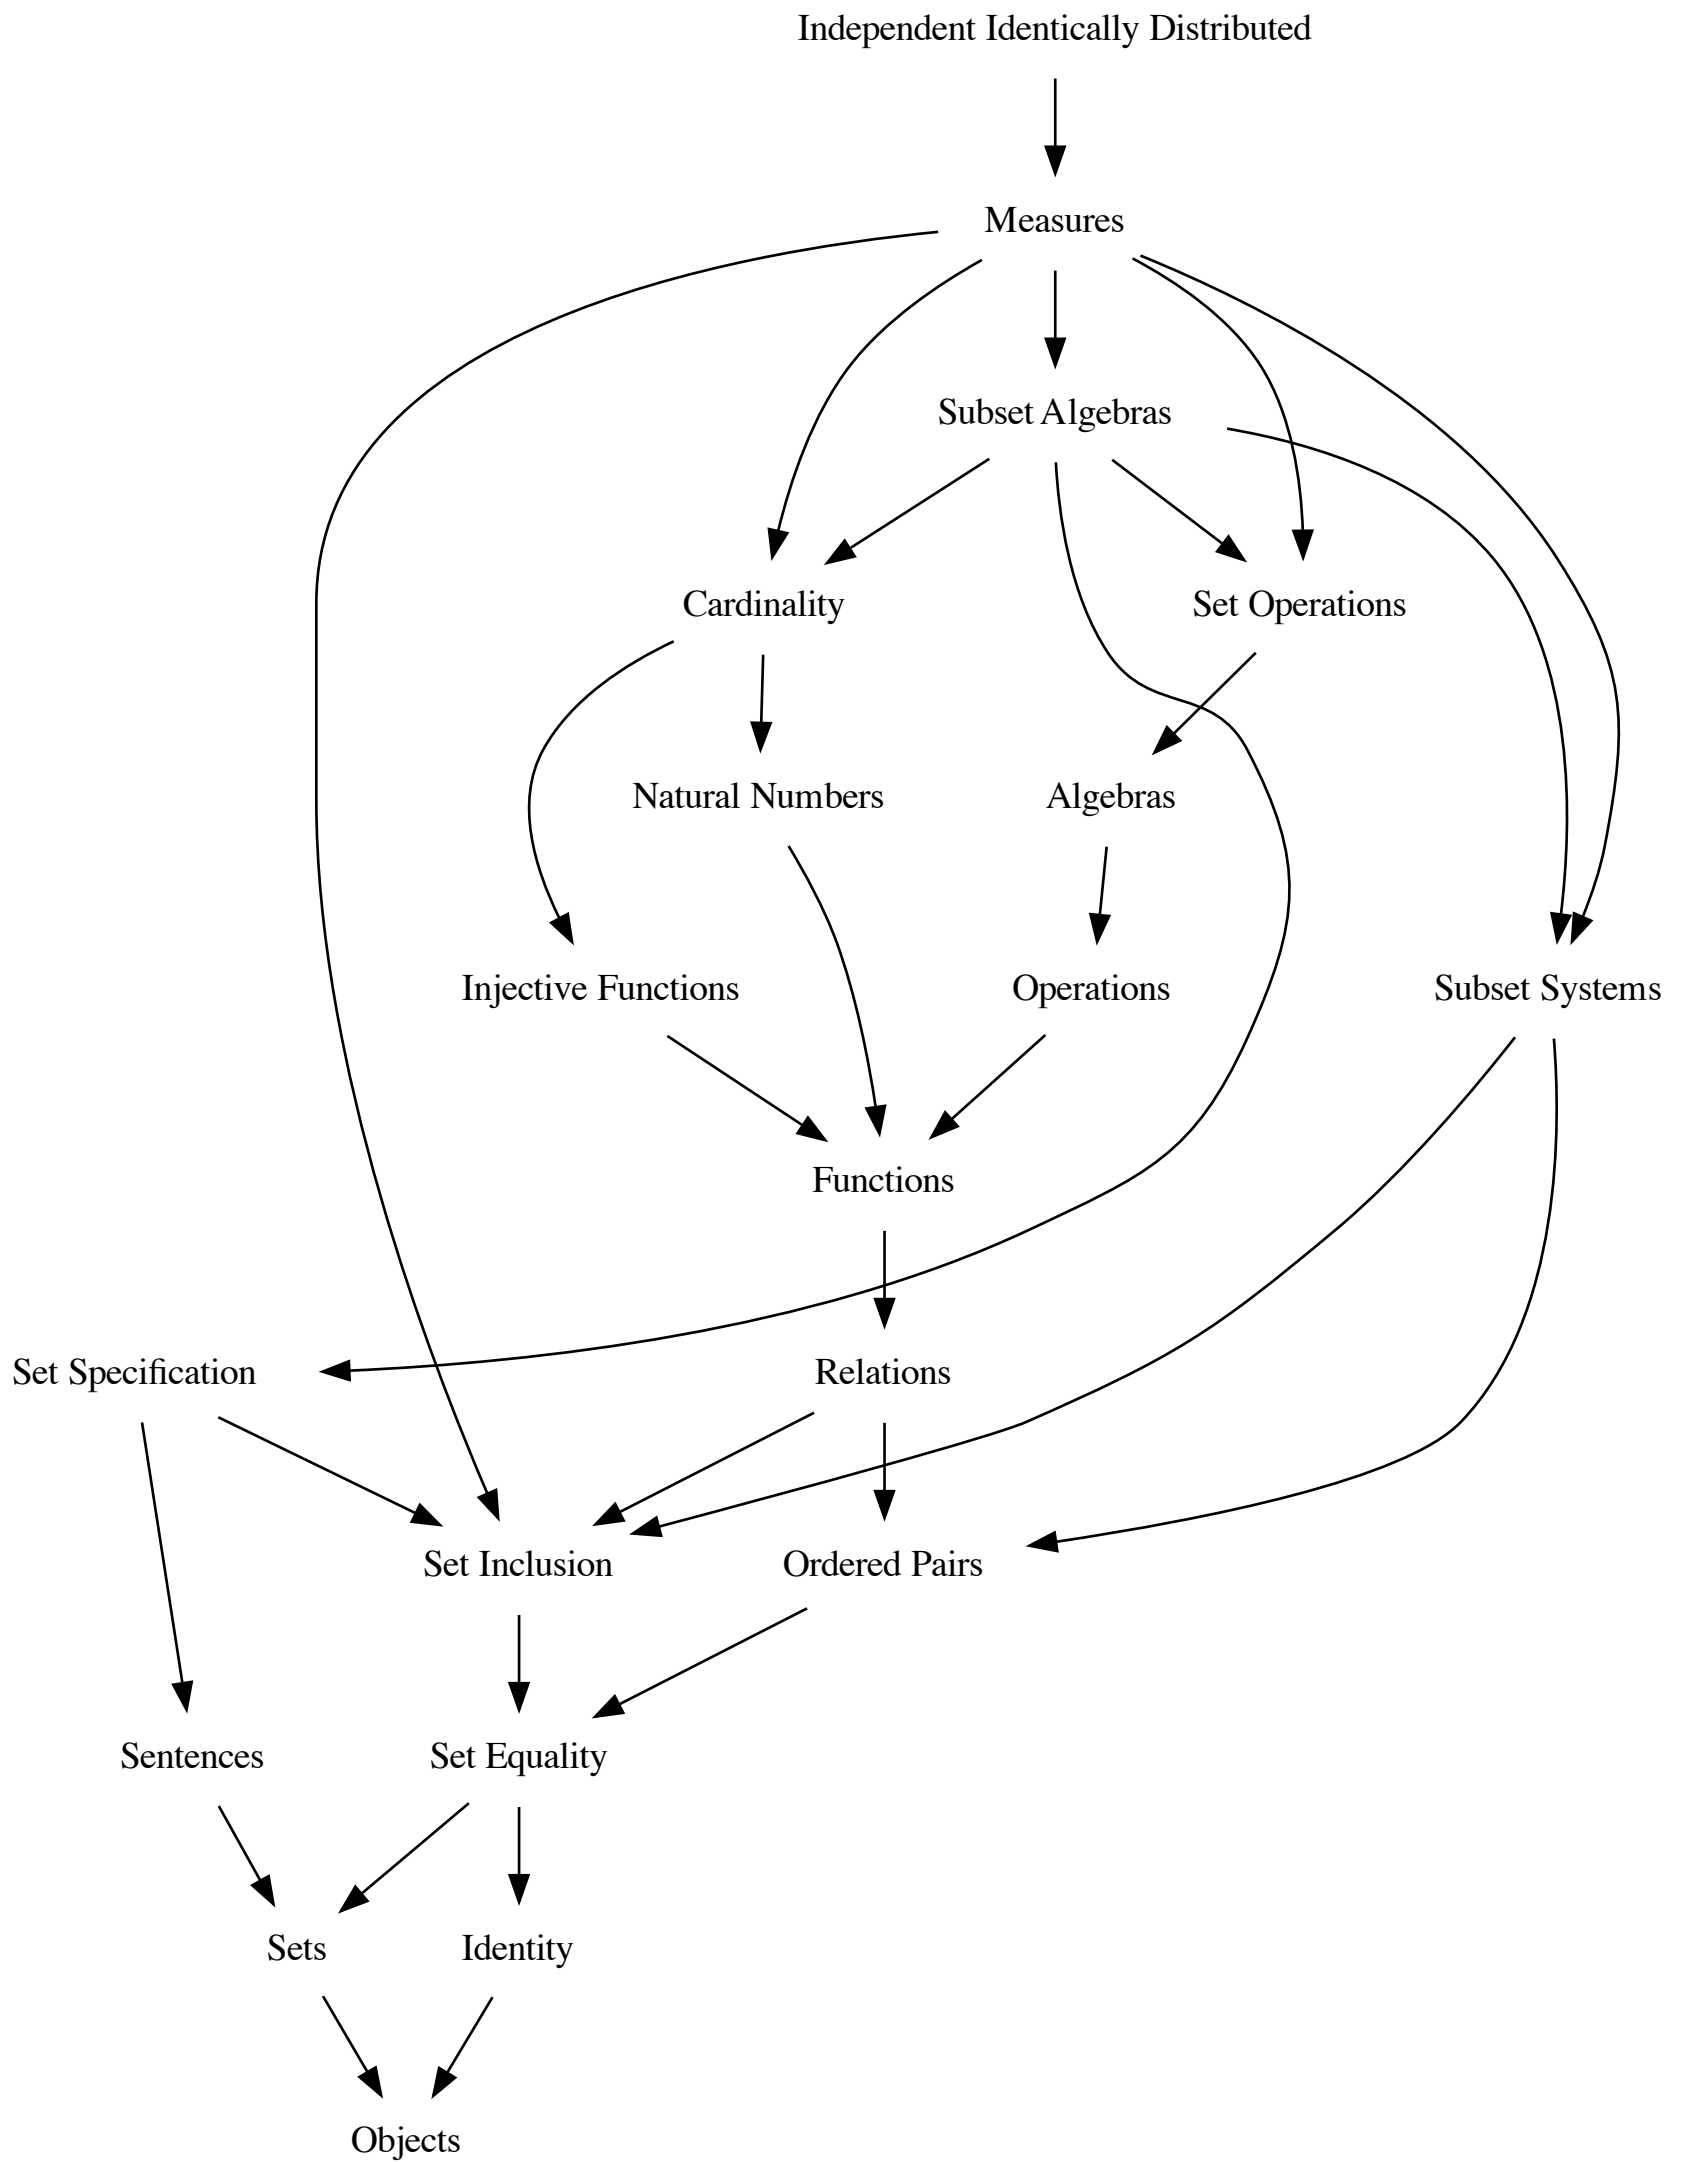 Independent Identically Distributed
Measures
Subset Algebras
Cardinality
Set Operations
Natural Numbers
Algebras
Injective Functions
Operations
Subset Systems
Functions
Set Specification
Relations
Set Inclusion
Ordered Pairs
Sentences
Set Equality
Sets
Identity
Objects